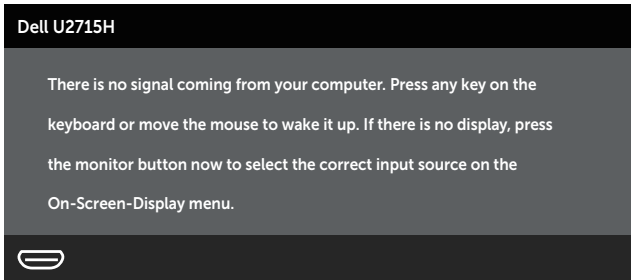 Dell U2715H
There is no signal coming from your computer. Press any key on the
keyboard or move the mouse to wake it up. If there is no display, press
the monitor button now to select the correct input source on the
On-Screen-Display menu.